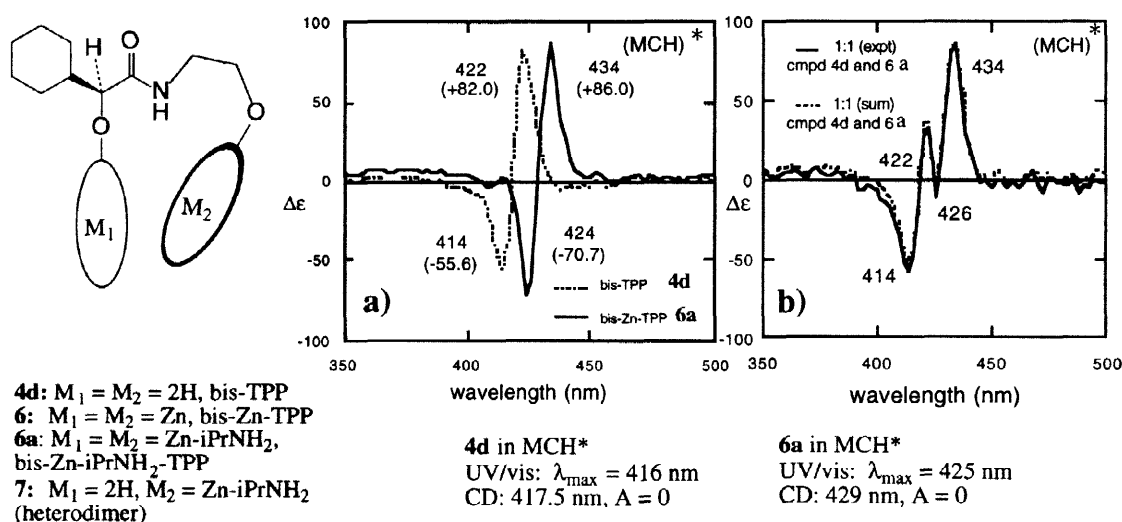 H
O
N
H
O
O
M1
M2
4d: M1 = M2 = 2H, bis-TPP
6: M1 = M2 = Zn, bis-Zn-TPP
6a: M1 = M2 = Zn-iPrNH2,
bis-Zn-iPrNH2-TPP
7: M1 = 2H, M2 = Zn-iPrNH2
(heterodimer)
100
50
0
-50
-100
Δε
(MCH) *
422
(+82.0)
434
(+86.0)
414
(-55.6)
424
(-70.7)
a)
bis-TPP 4d
bis-Zn-TPP 6a
350 400 450 500
wavelength (nm)
4d in MCH*
UV/vis: λmax = 416 nm
CD: 417.5 nm, A = 0
100
50
0
-50
-100
Δε
(MCH) *
1:1 (expt)
cmpd 4d and 6a
1:1 (sum)
cmpd 4d and 6a
434
422
426
414
b)
350 400 450 500
wavelength (nm)
6a in MCH*
UV/vis: λmax = 425 nm
CD: 429 nm, A = 0